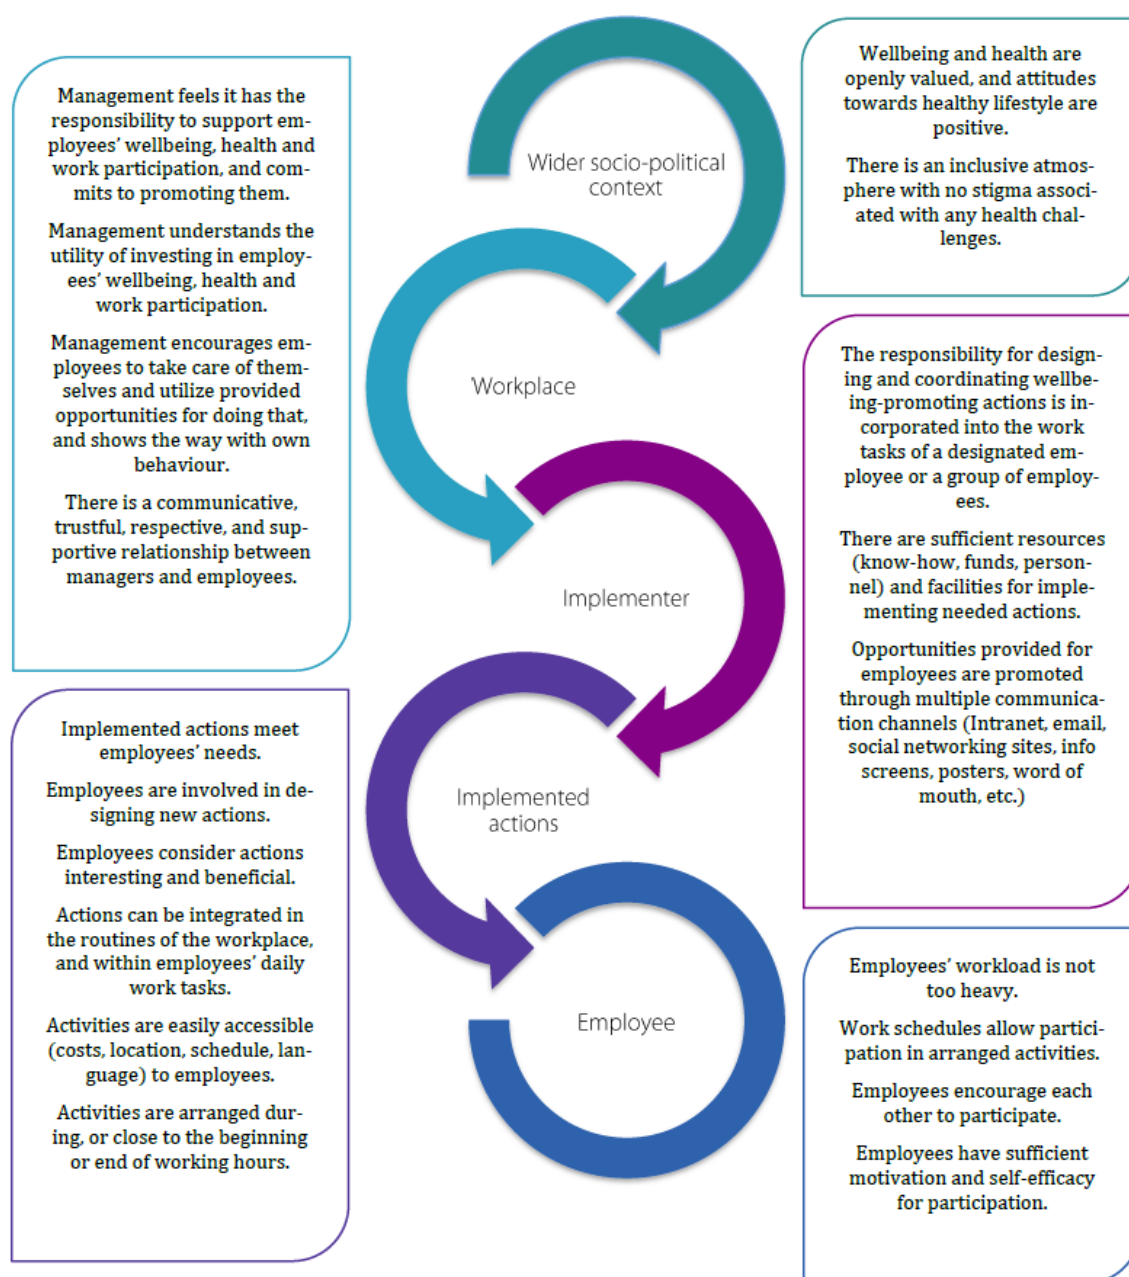 Wellbeing and health are
openly valued, and attitudes
towards healthy lifestyle are
positive.
There is an inclusive atmos-
phere with no stigma associ-
ated with any health chal-
lenges.
Wider socio-political
context
Management feels it has the
responsibility to support em-
ployees' wellbeing, health and
work participation, and com-
mits to promoting them.
Management understands the
utility of investing in employ-
ees' wellbeing, health and
work participation.
Management encourages em-
ployees to take care of them-
selves and utilize provided
opportunities for doing that,
and shows the way with own
behaviour.
There is a communicative,
trustful, respective, and sup-
portive relationship between
managers and employees.
Workplace
The responsibility for design-
ing and coordinating wellbe-
ing-promoting actions is in-
corporated into the work
tasks of a designated em-
ployee or a group of employ-
ees.
There are sufficient resources
(know-how, funds, person-
nel) and facilities for imple-
menting needed actions.
Opportunities provided for
employees are promoted
through multiple communica-
tion channels (Intranet, email,
social networking sites, info
screens, posters, word of
mouth, etc.)
Implementer
Implemented actions meet
employees' needs.
Employees are involved in de-
signing new actions.
Employees consider actions
interesting and beneficial.
Actions can be integrated in
the routines of the workplace,
and within employees' daily
work tasks.
Activities are easily accessible
(costs, location, schedule, lan-
guage) to employees.
Activities are arranged dur-
ing, or close to the beginning
or end of working hours.
Implemented
actions
Employees' workload is not
too heavy.
Work schedules allow partici-
pation in arranged activities.
Employees encourage each
other to participate.
Employees have sufficient
motivation and self-efficacy
for participation.
Employee